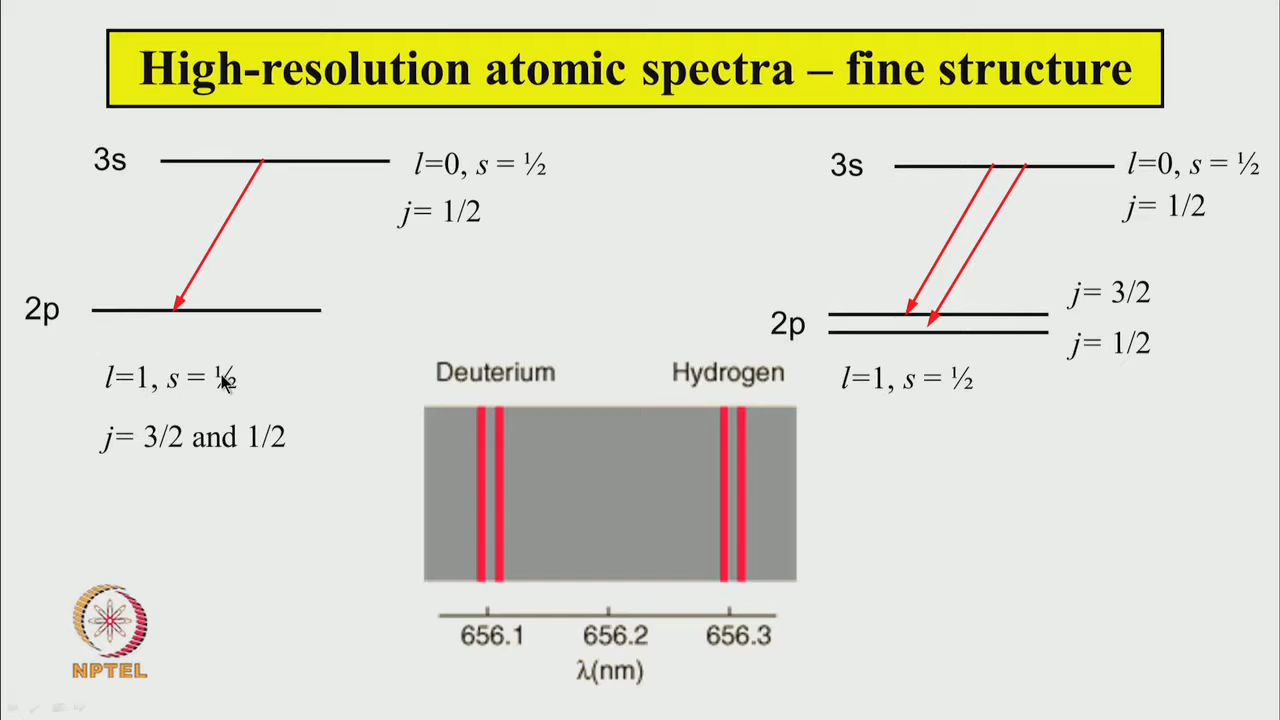 High-resolution atomic spectra – fine structure
3s
l=0, s = ½
j= 1/2
2p
l=1, s = ½
j= 3/2 and 1/2
3s
l=0, s = ½
j= 1/2
2p
j= 3/2
j= 1/2
l=1, s = ½
Deuterium Hydrogen
656.1 656.2 656.3
λ(nm)
NPTEL